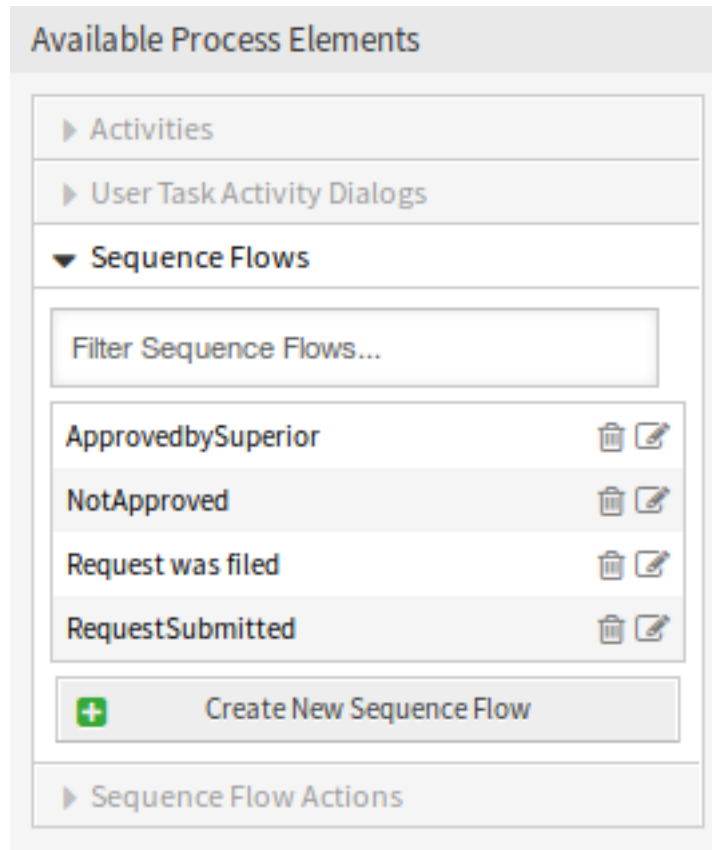 Available Process Elements
Activities
User Task Activity Dialogs
Sequence Flows
Filter Sequence Flows...
ApprovedbySuperior
NotApproved
Request was filed
RequestSubmitted
Create New Sequence Flow
Sequence Flow Actions